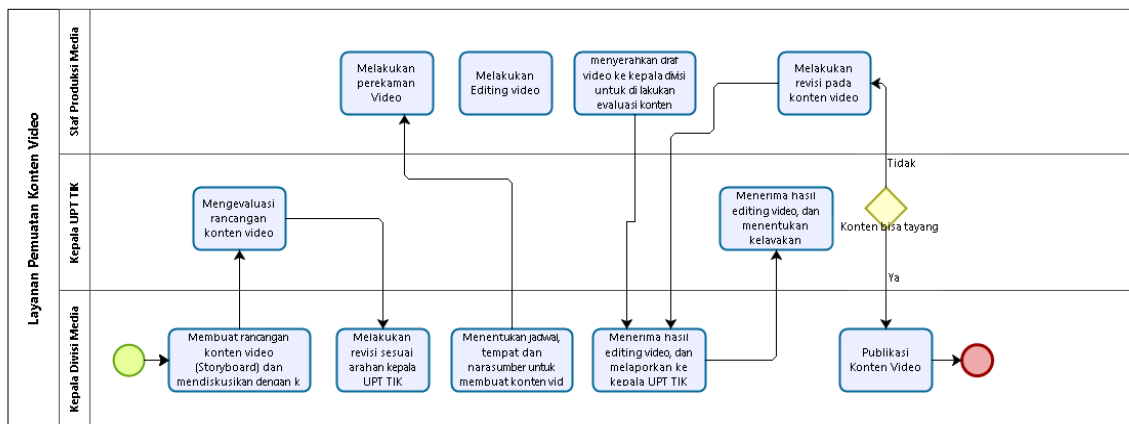 Layanan Pemuatan Konten Video
Staf Produksi Media
Melakukan
perekaman
Video
Melakukan
Editing video
menyerahkan draf
video ke kepala divisi
untuk di lakukan
evaluasi konten
Melakukan
revisi pada
konten video
Tidak
Kepala UPT TIK
Mengevaluasi
rancangan
konten video
Menerima hasil
editing video, dan
menentukan
kelayakan
Konten bisa tayang
Ya
Kepala Divisi Media
Membuat rancangan
konten video
(Storyboard) dan
mendiskusikan dengan k
Melakukan
revisi sesuai
arahan kepala
UPT TIK
Menentukan jadwal,
tempat dan
narasumber untuk
membuat konten vid
Menerima hasil
editing video, dan
melaporkan ke
kepala UPT TIK
Publikasi
Konten Video